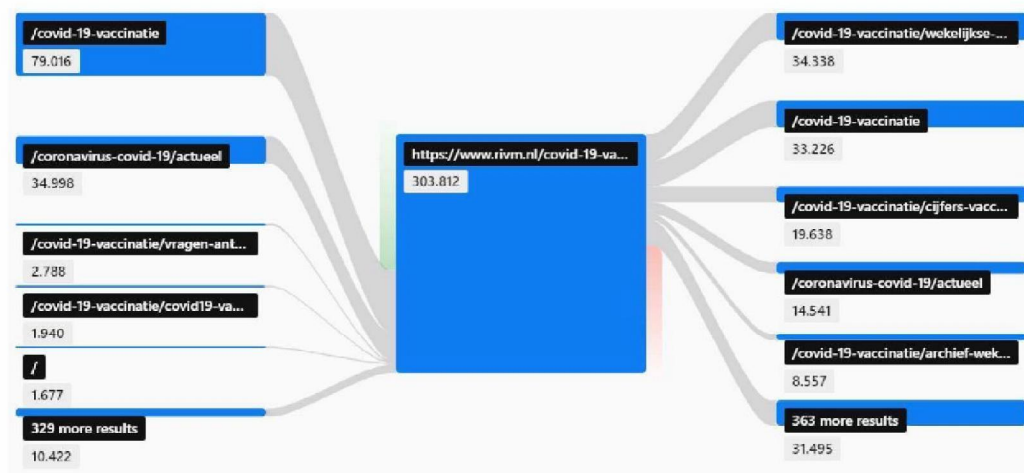 /covid-19-vaccinatie
79.016
/coronavirus-covid-19/actueel
34.998
/covid-19-vaccinatie/vragen-ant...
2.788
/covid-19-vaccinatie/covid19-va...
1.940
/
1.677
329 more results
10.422
https://www.rivm.nl/covid-19-va...
303.812
/covid-19-vaccinatie/wekelijkse-...
34.338
/covid-19-vaccinatie
33.226
/covid-19-vaccinatie/cijfers-vacc...
19.638
/coronavirus-covid-19/actueel
14.541
/covid-19-vaccinatie/archief-wek...
8.557
363 more results
31.495